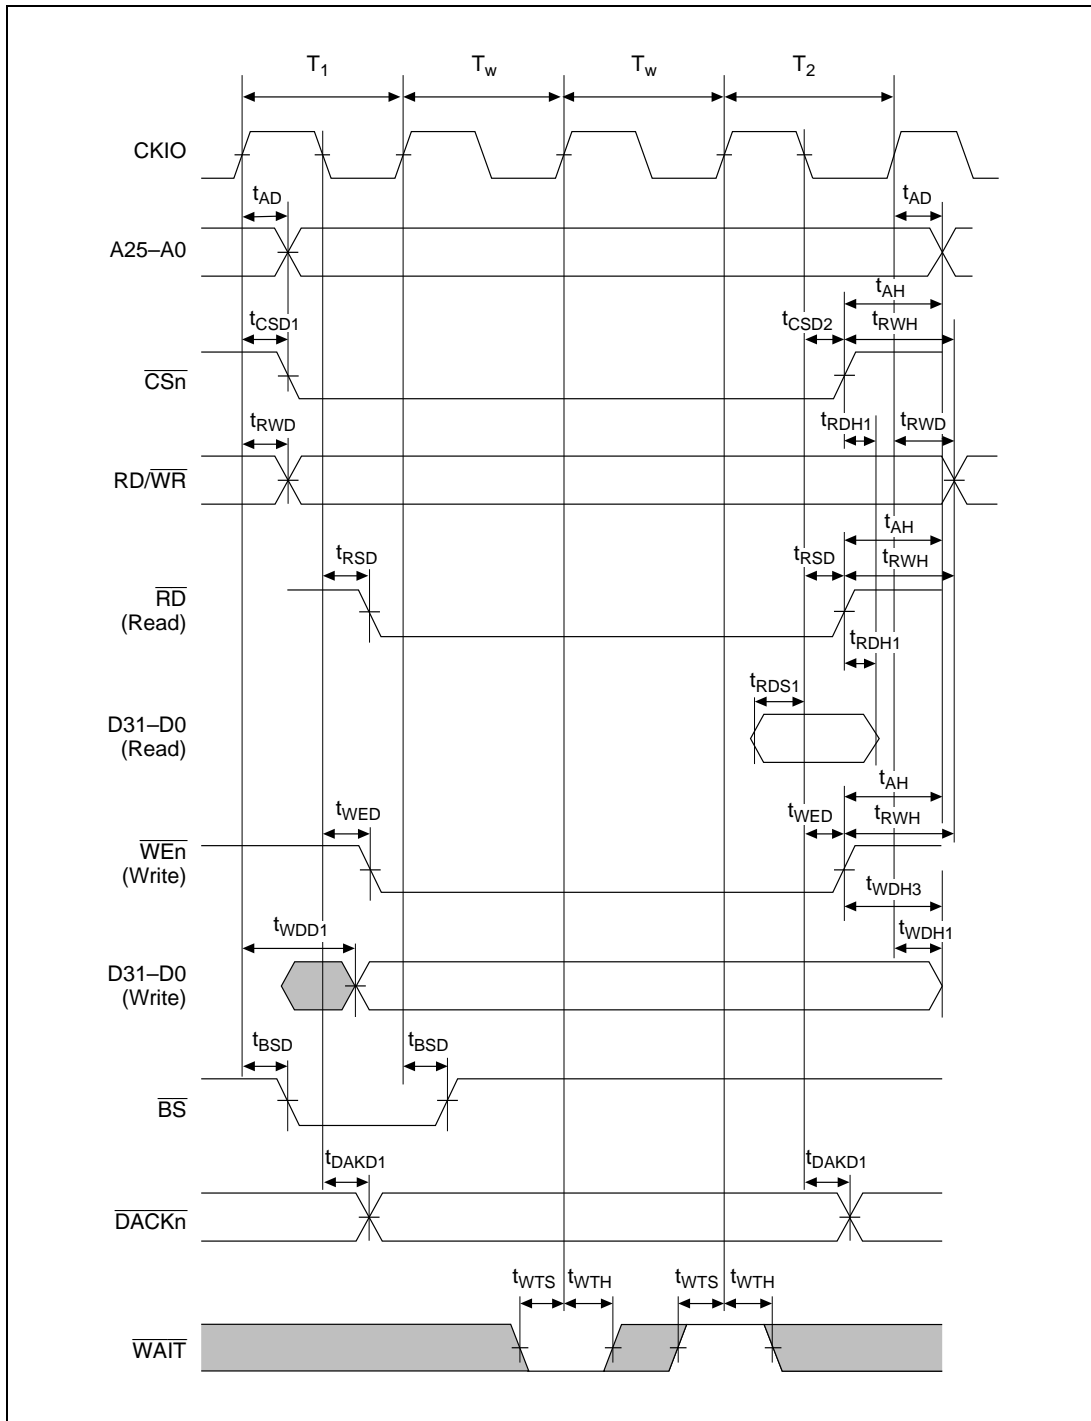 T1 Tw Tw T2
CKIO
tAD tAD
A25–A0
tAH
tCSD1 tCSD2 tRWH
CSn
tRWD tRDH1 tRWD
RD/WR
tAH
tRSD tRSD tRWH
RD
(Read)
tRDH1
tRDS1
D31–D0
(Read)
tAH
tWED tWED tRWH
WEn
(Write)
tWDH3
tWDD1 tWDH1
D31–D0
(Write)
tBSD tBSD
BS
tDAKD1 tDAKD1
DACKn
tWTS tWTH tWTS tWTH
WAIT